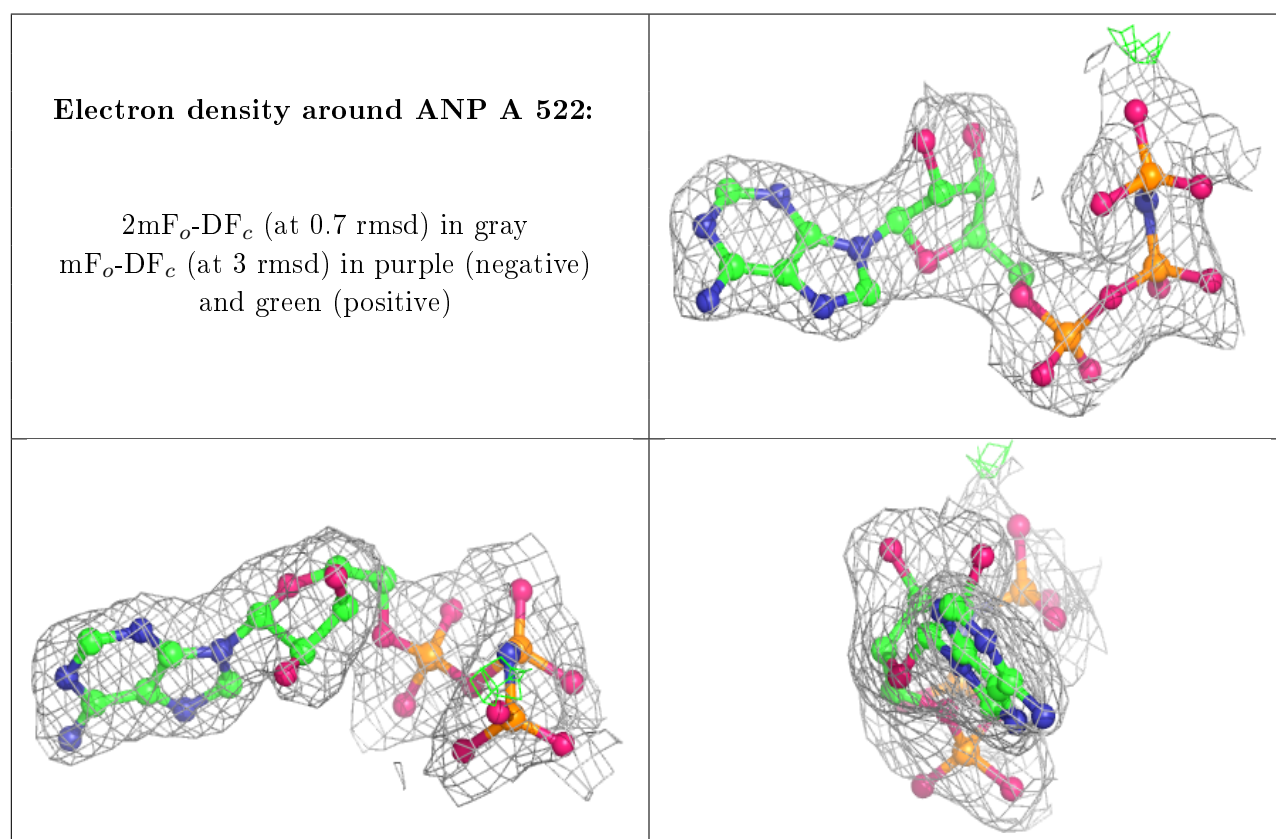 Electron density around ANP A 522:
2mFₒ-DF𝒸 (at 0.7 rmsd) in gray
mFₒ-DF𝒸 (at 3 rmsd) in purple (negative)
and green (positive)